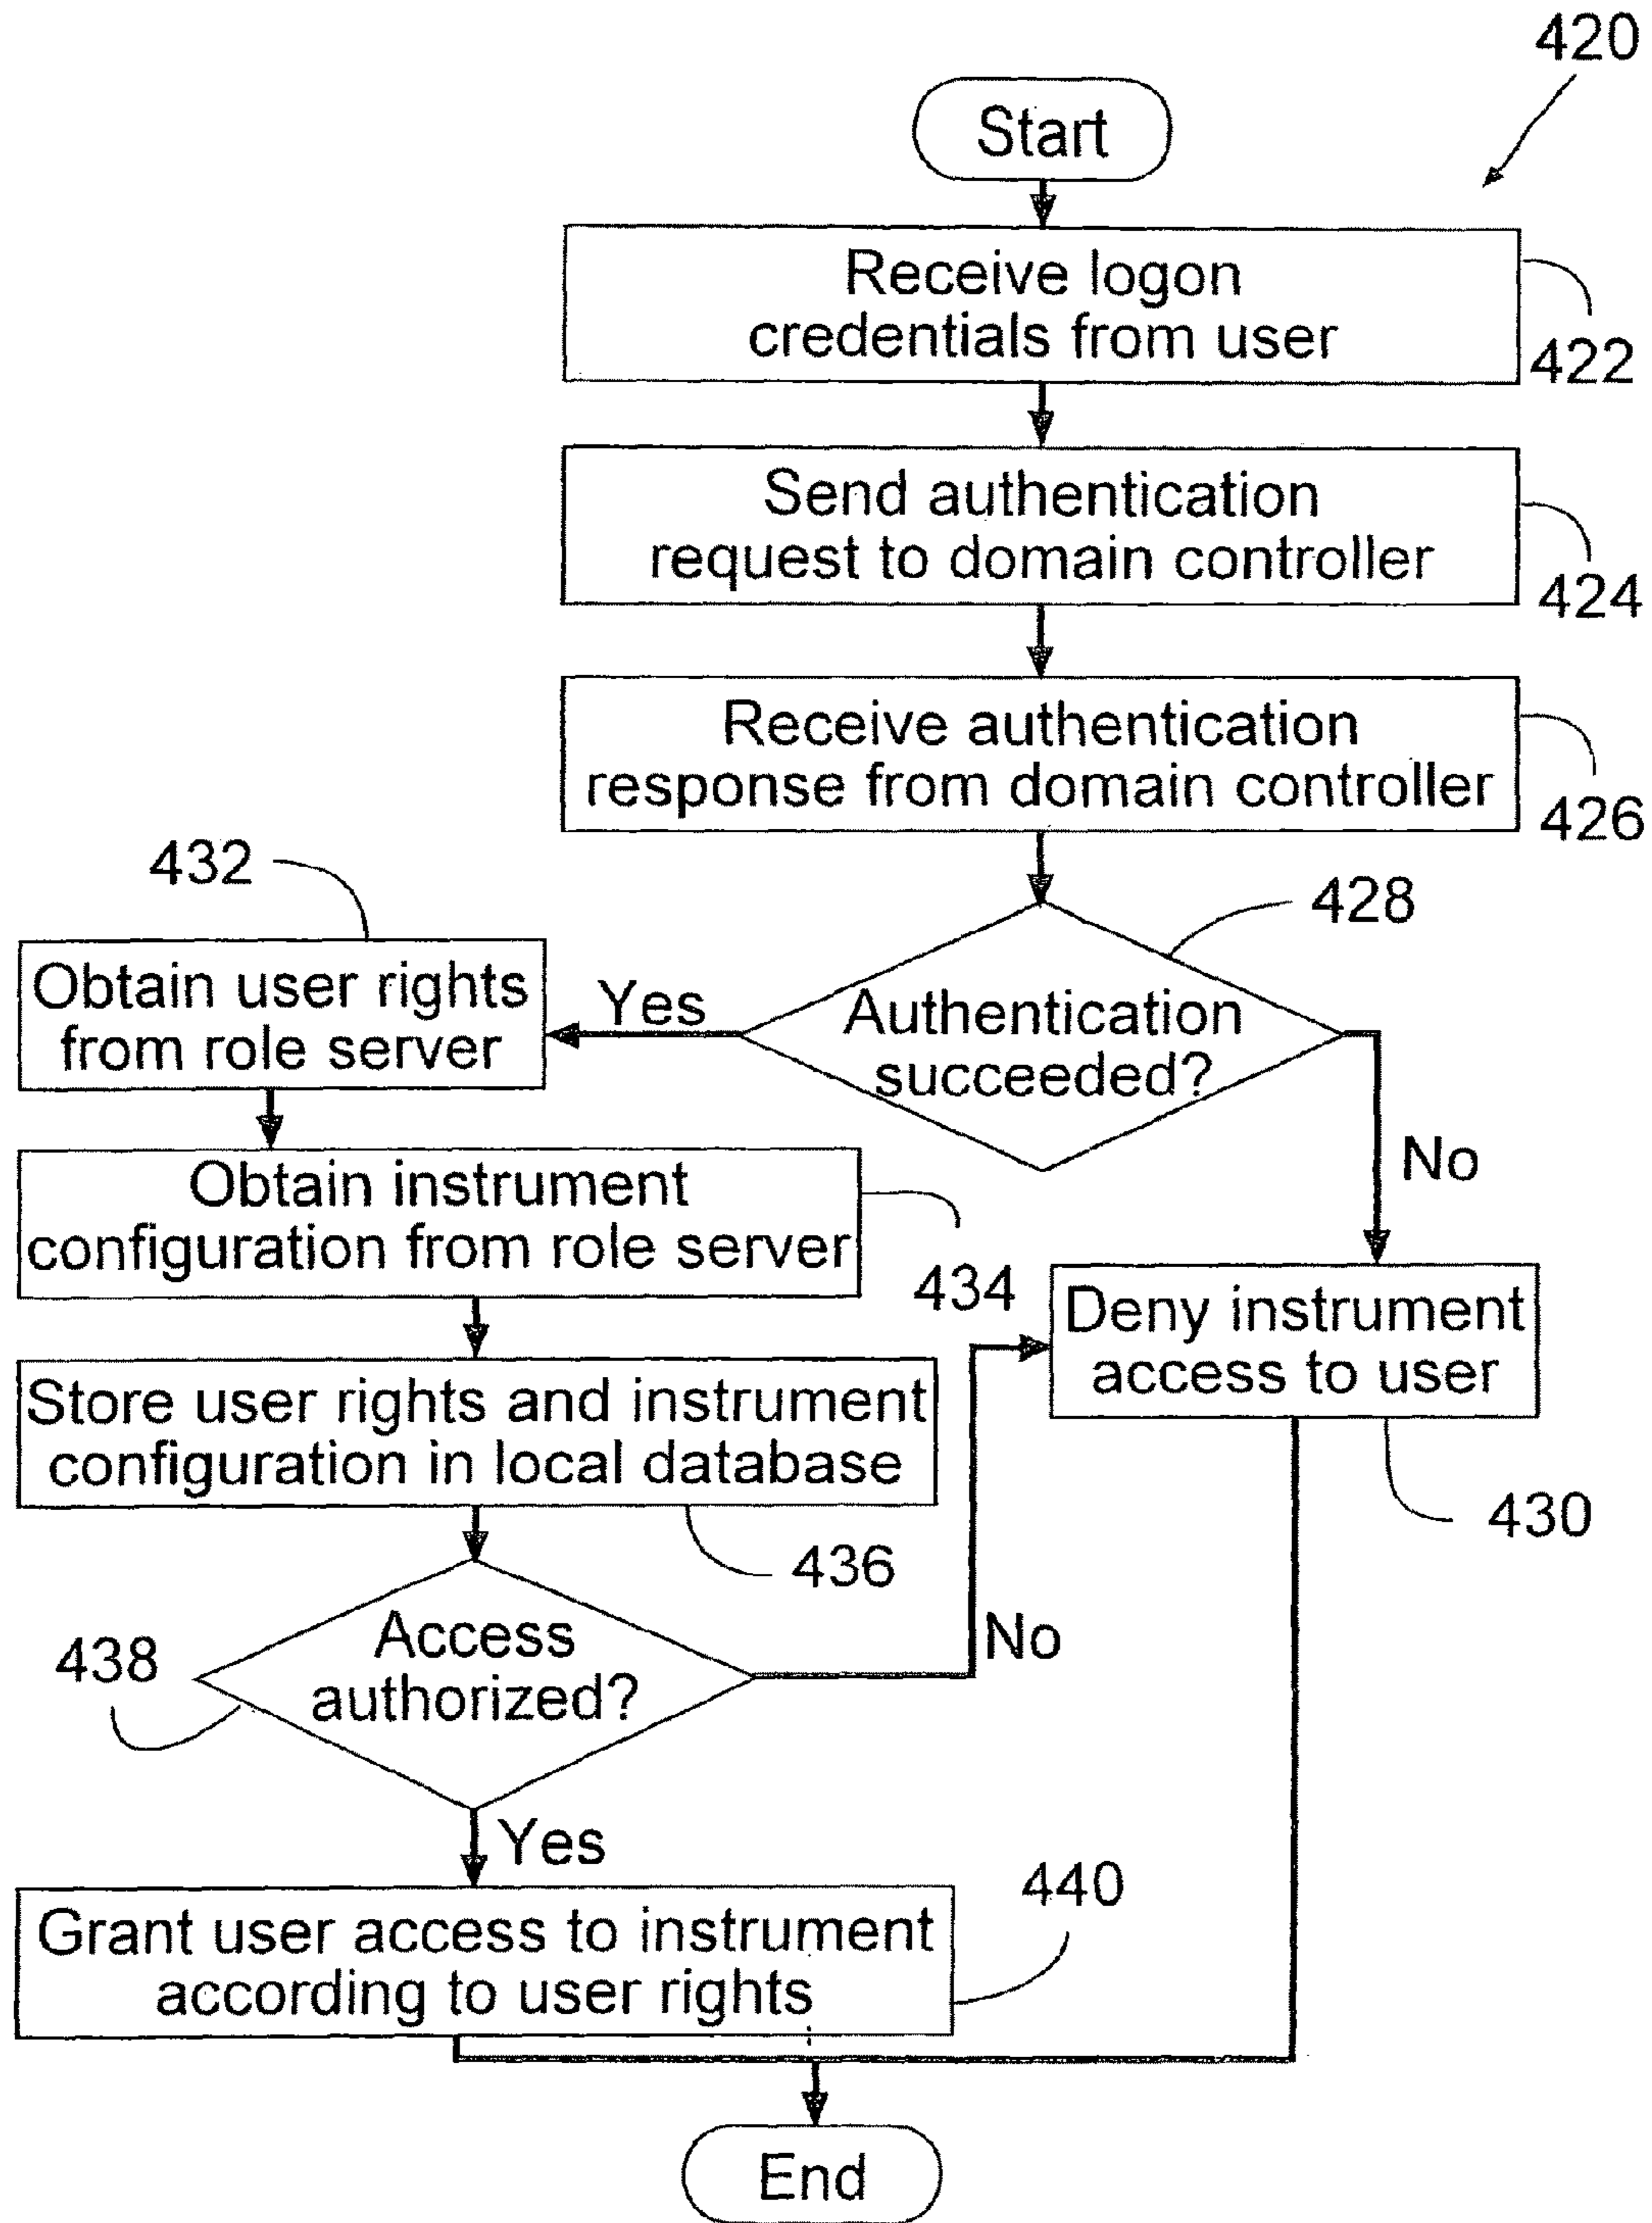 420
Start
Receive logon
credentials from user
422
Send authentication
request to domain controller
424
Receive authentication
response from domain controller
426
432
428
Obtain user rights
from role server
Yes
Authentication
succeeded?
No
Obtain instrument
configuration from role server
434
Deny instrument
access to user
430
Store user rights and instrument
configuration in local database
436
438
Access
authorized?
No
Yes
440
Grant user access to instrument
according to user rights
End